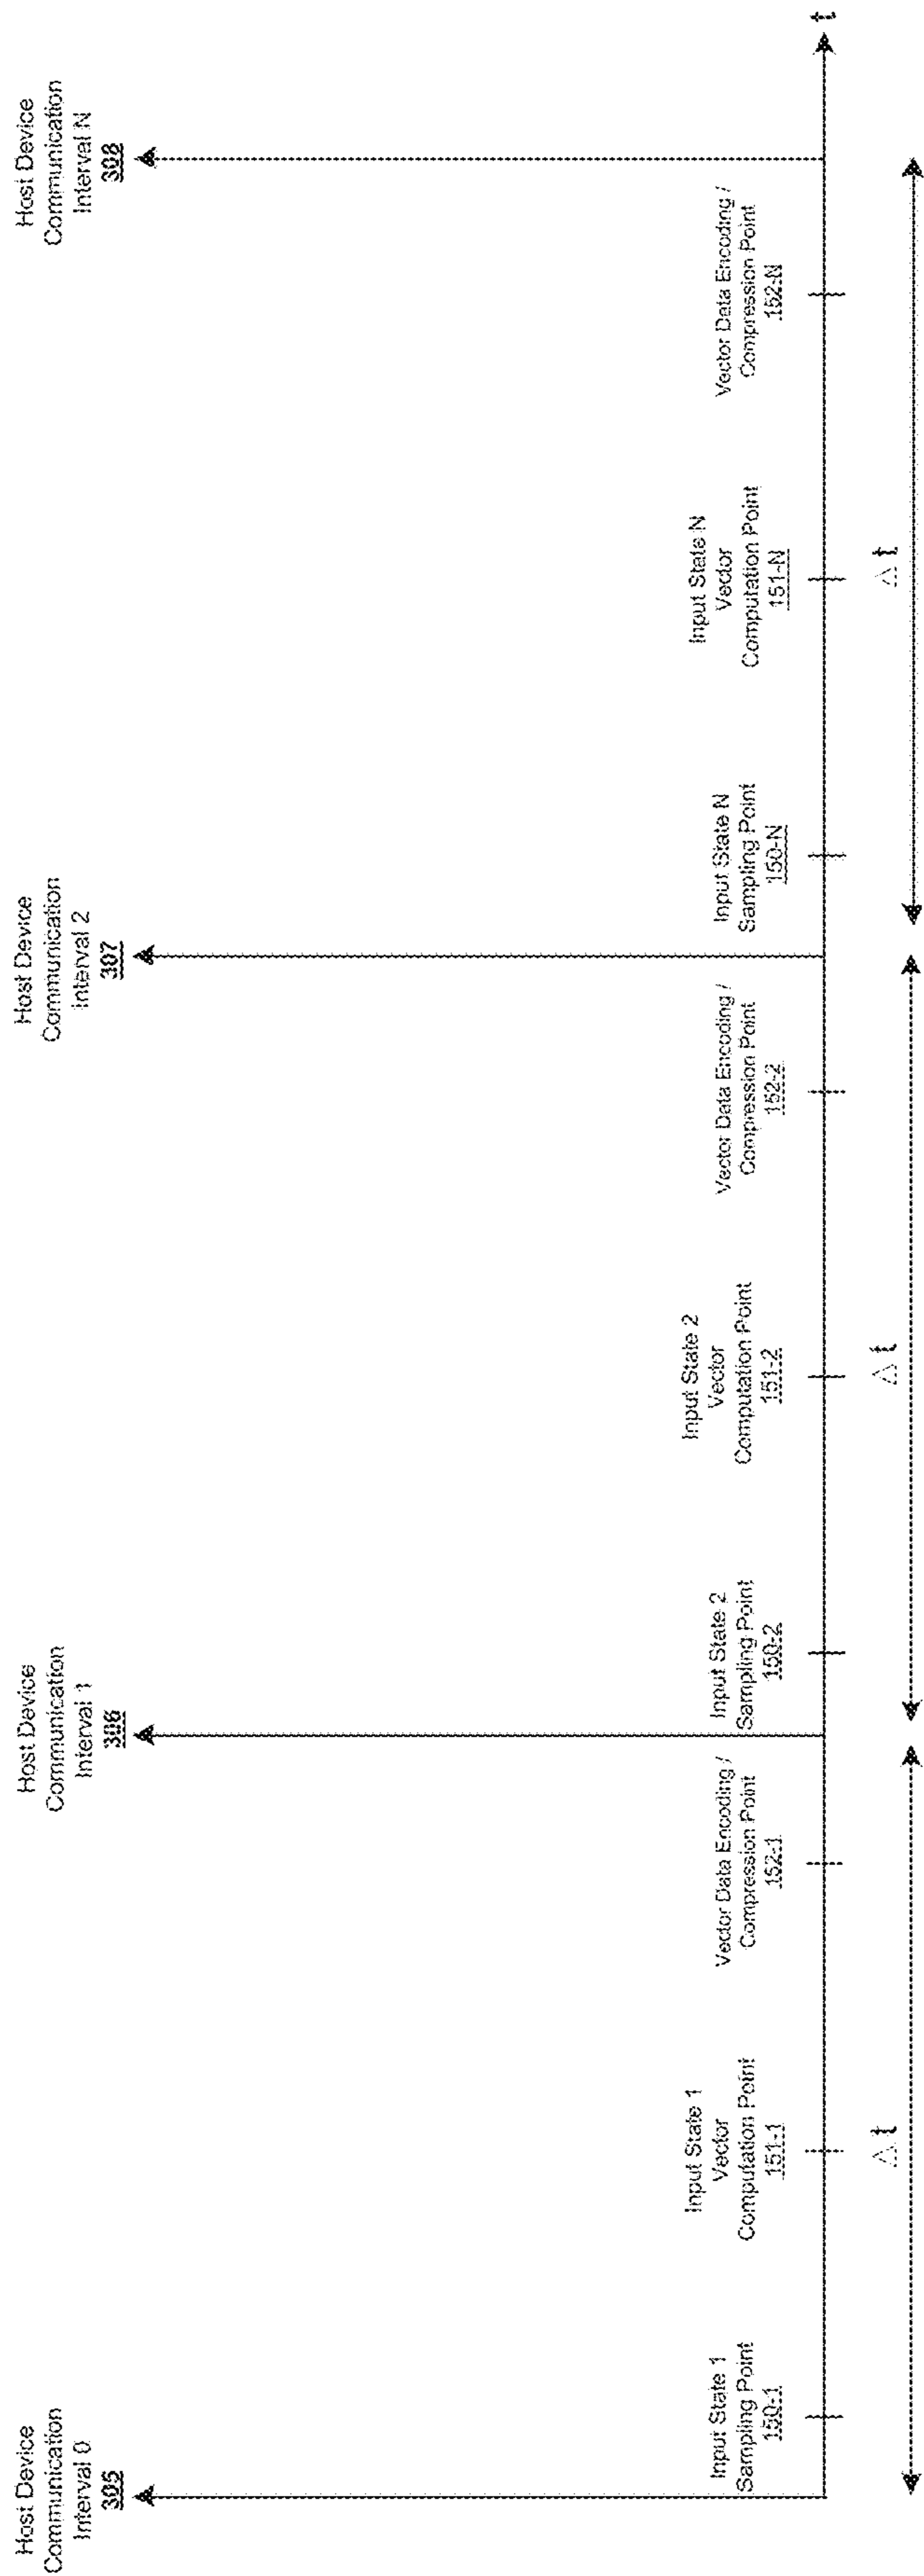 Host Device
Communication
Interval 0
305
Host Device
Communication
Interval 1
306
Host Device
Communication
Interval 2
307
Host Device
Communication
Interval N
308
Input State 1
Sampling Point
150-1
Input State 1
Vector
Computation Point
151-1
Vector Data Encoding /
Compression Point
152-1
Input State 2
Sampling Point
150-2
Input State 2
Vector
Computation Point
151-2
Vector Data Encoding /
Compression Point
152-2
Input State N
Sampling Point
150-N
Input State N
Vector
Computation Point
151-N
Vector Data Encoding /
Compression Point
152-N
t
Δt
Δt
Δt